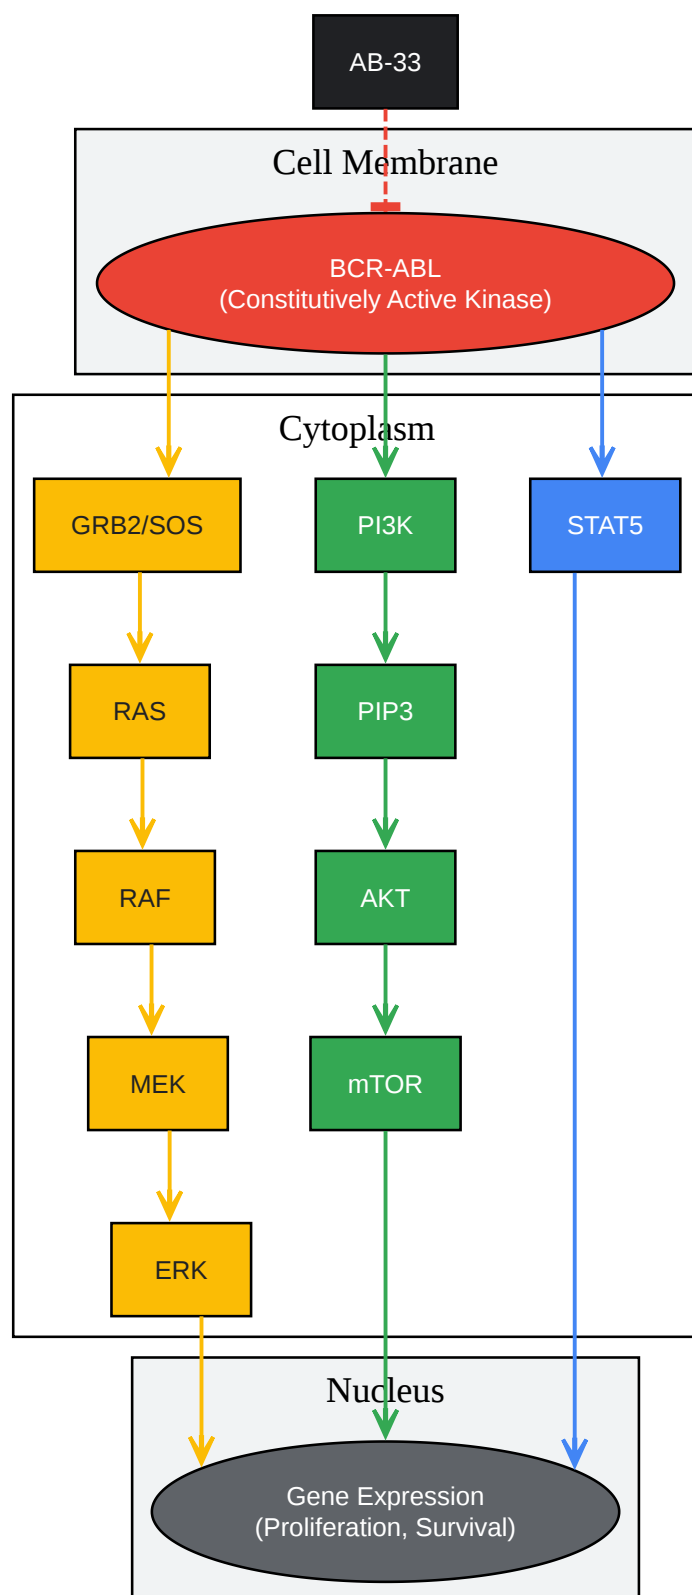 AB-33
Cell Membrane
BCR-ABL
(Constitutively Active Kinase)
Cytoplasm
GRB2/SOS
PI3K
STAT5
RAS
PIP3
RAF
AKT
MEK
mTOR
ERK
Nucleus
Gene Expression
(Proliferation, Survival)